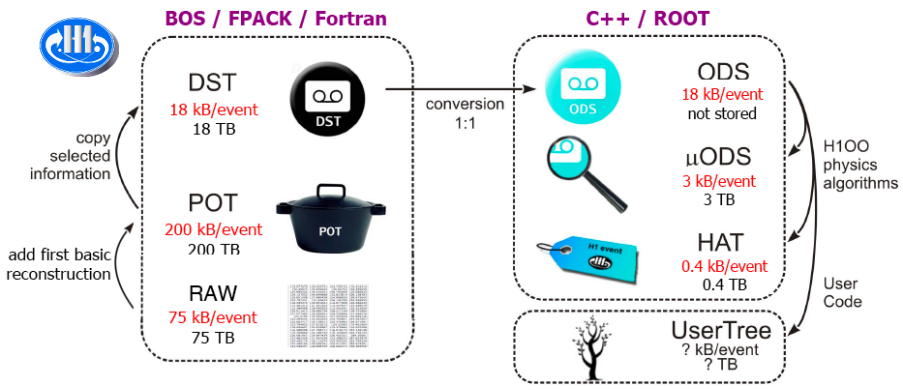 BOS / FPACK / Fortran
C++ / ROOT
H1
DST
18 kB/event
18 TB
DST
copy
selected
information
POT
200 kB/event
200 TB
POT
add first basic
reconstruction
RAW
75 kB/event
75 TB
conversion
1:1
ODS
ODS
18 kB/event
not stored
µODS
3 kB/event
3 TB
H1OO
physics
algorithms
H1 event
HAT
0.4 kB/event
0.4 TB
User
Code
UserTree
? kB/event
? TB